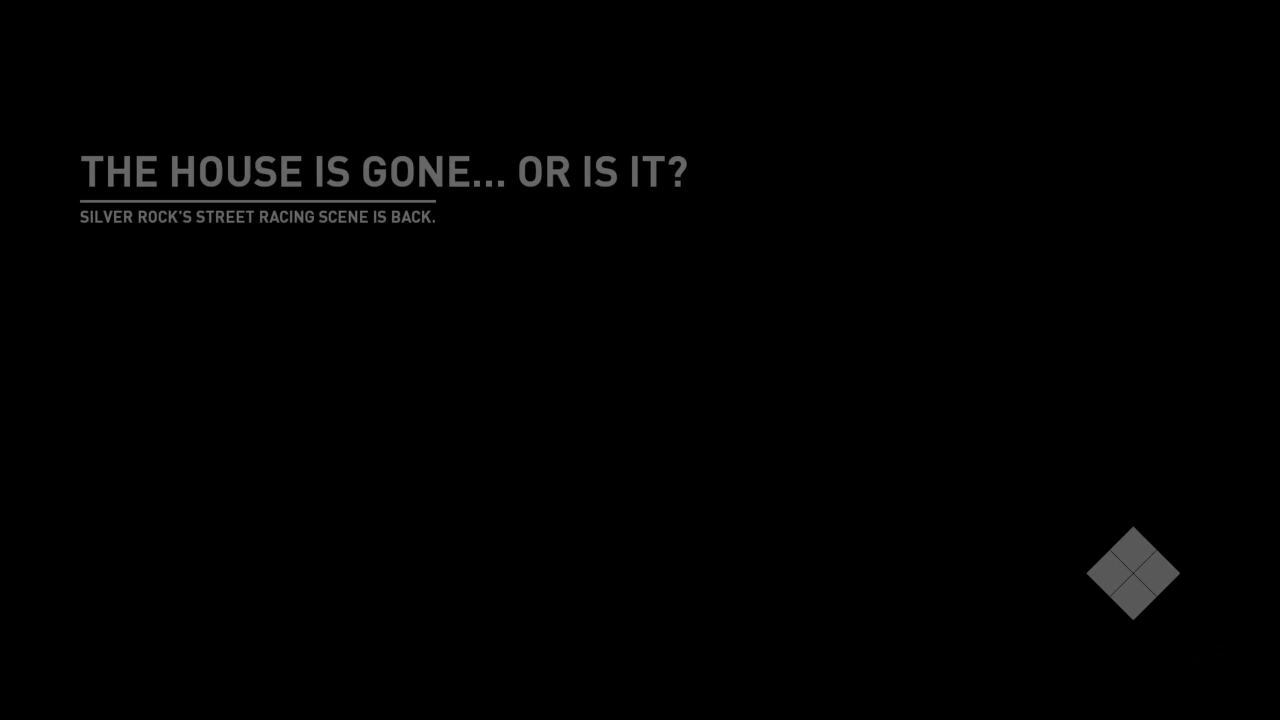 THE HOUSE IS GONE... OR IS IT?
SILVER ROCK'S STREET RACING SCENE IS BACK.